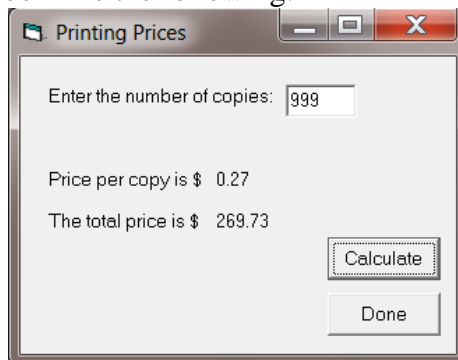 Printing Prices
Enter the number of copies: 999
Price per copy is $ 0.27
The total price is $ 269.73
Calculate
Done